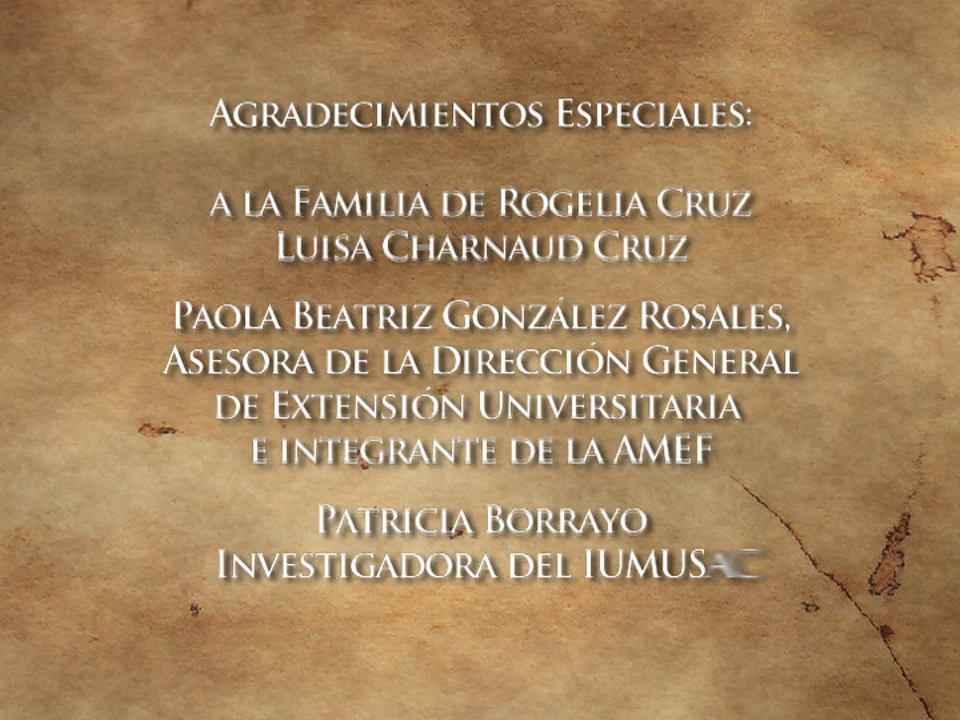 Agradecimientos Especiales:
a la Familia de Rogelia Cruz
Luisa Charnaud Cruz
Paola Beatriz González Rosales,
Asesora de la Dirección General
de Extensión Universitaria
e integrante de la AMEF
Patricia Borrayo
Investigadora del IUMUSAC